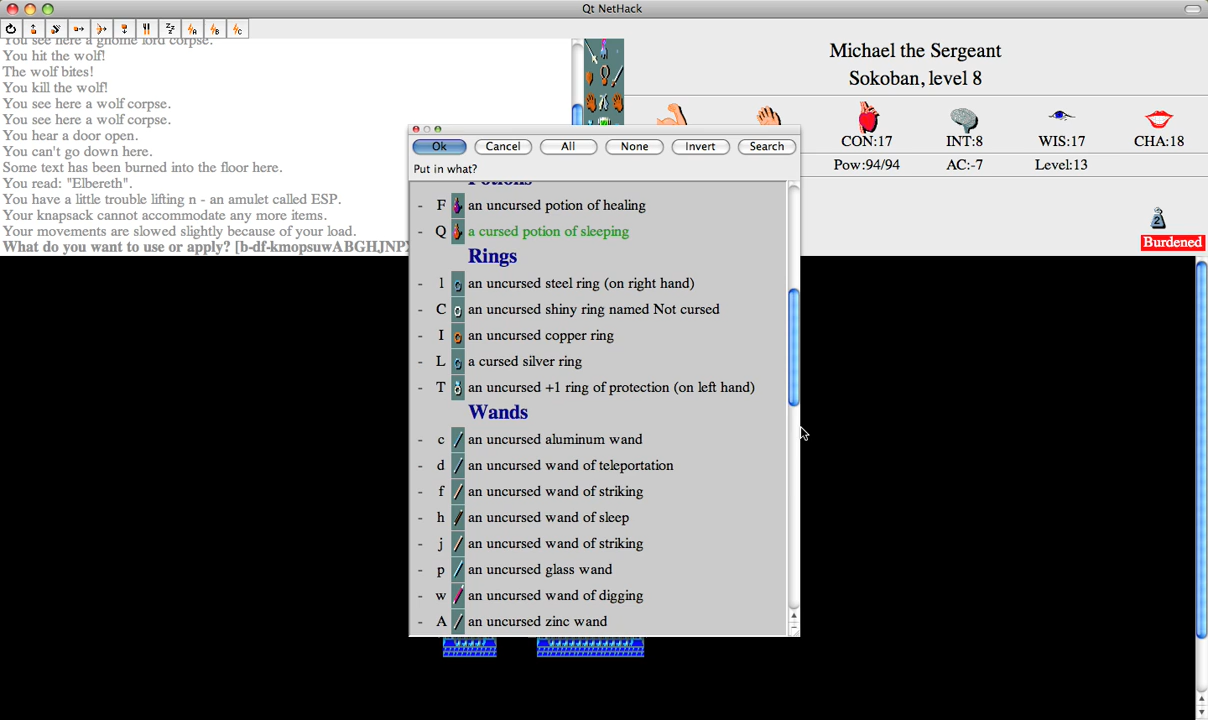 Qt NetHack
You see here a gnome lord corpse.
You hit the wolf!
The wolf bites!
You kill the wolf!
You see here a wolf corpse.
You see here a wolf corpse.
You hear a door open.
You can't go down here.
Some text has been burned into the floor here.
You read: "Elbereth".
You have a little trouble lifting n - an amulet called ESP.
Your knapsack cannot accommodate any more items.
Your movements are slowed slightly because of your load.
What do you want to use or apply? [b-df-kmopsuwABGHJNPX
Michael the Sergeant
Sokoban, level 8
CON:17 INT:8 WIS:17 CHA:18
Pow:94/94 AC:-7 Level:13
Burdened
Ok Cancel All None Invert Search
Put in what?
Potions
- F an uncursed potion of healing
- Q a cursed potion of sleeping
Rings
- l an uncursed steel ring (on right hand)
- C an uncursed shiny ring named Not cursed
- I an uncursed copper ring
- L a cursed silver ring
- T an uncursed +1 ring of protection (on left hand)
Wands
- c an uncursed aluminum wand
- d an uncursed wand of teleportation
- f an uncursed wand of striking
- h an uncursed wand of sleep
- j an uncursed wand of striking
- p an uncursed glass wand
- w an uncursed wand of digging
- A an uncursed zinc wand